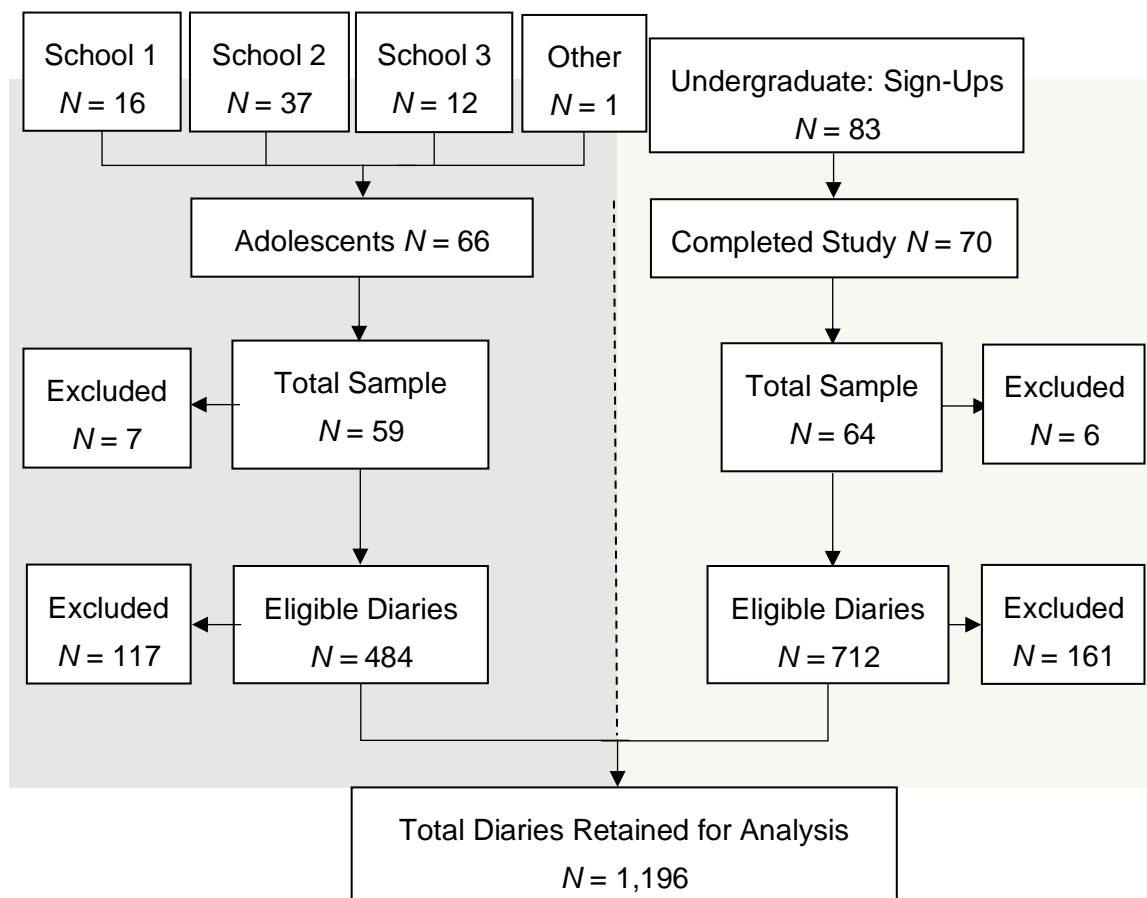 School 1
N = 16
School 2
N = 37
School 3
N = 12
Other
N = 1
Undergraduate: Sign-Ups
N = 83
Adolescents N = 66
Completed Study N = 70
Excluded
N = 7
Total Sample
N = 59
Total Sample
N = 64
Excluded
N = 6
Excluded
N = 117
Eligible Diaries
N = 484
Eligible Diaries
N = 712
Excluded
N = 161
Total Diaries Retained for Analysis
N = 1,196